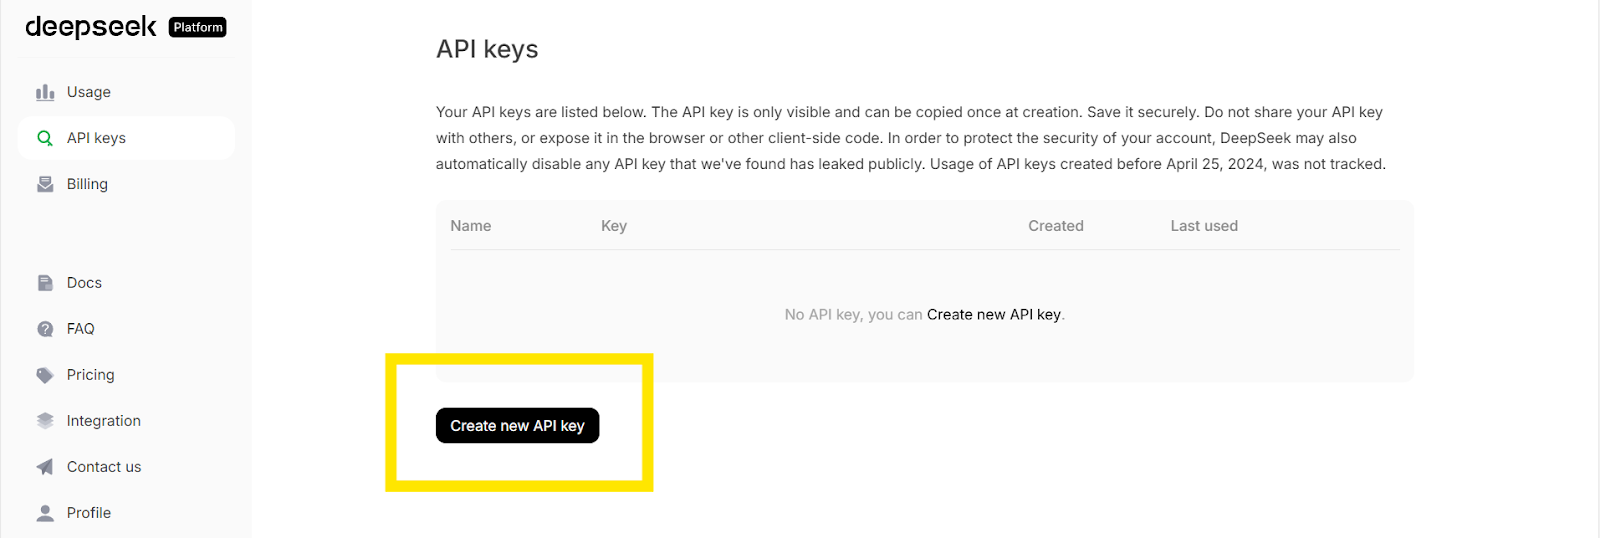 deepseek Platform
Usage
API keys
Billing
Docs
FAQ
Pricing
Integration
Contact us
Profile
API keys
Your API keys are listed below. The API key is only visible and can be copied once at creation. Save it securely. Do not share your API key
with others, or expose it in the browser or other client-side code. In order to protect the security of your account, DeepSeek may also
automatically disable any API key that we've found has leaked publicly. Usage of API keys created before April 25, 2024, was not tracked.
Name Key Created Last used
No API key, you can Create new API key.
Create new API key